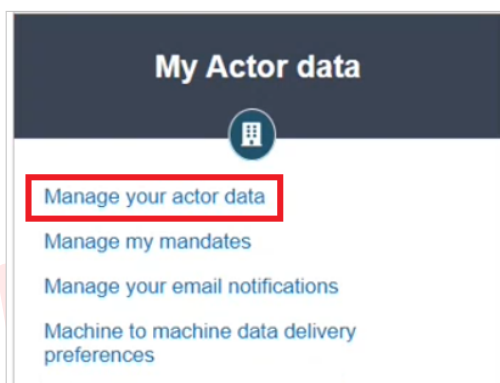 My Actor data
Manage your actor data
Manage my mandates
Manage your email notifications
Machine to machine data delivery
preferences